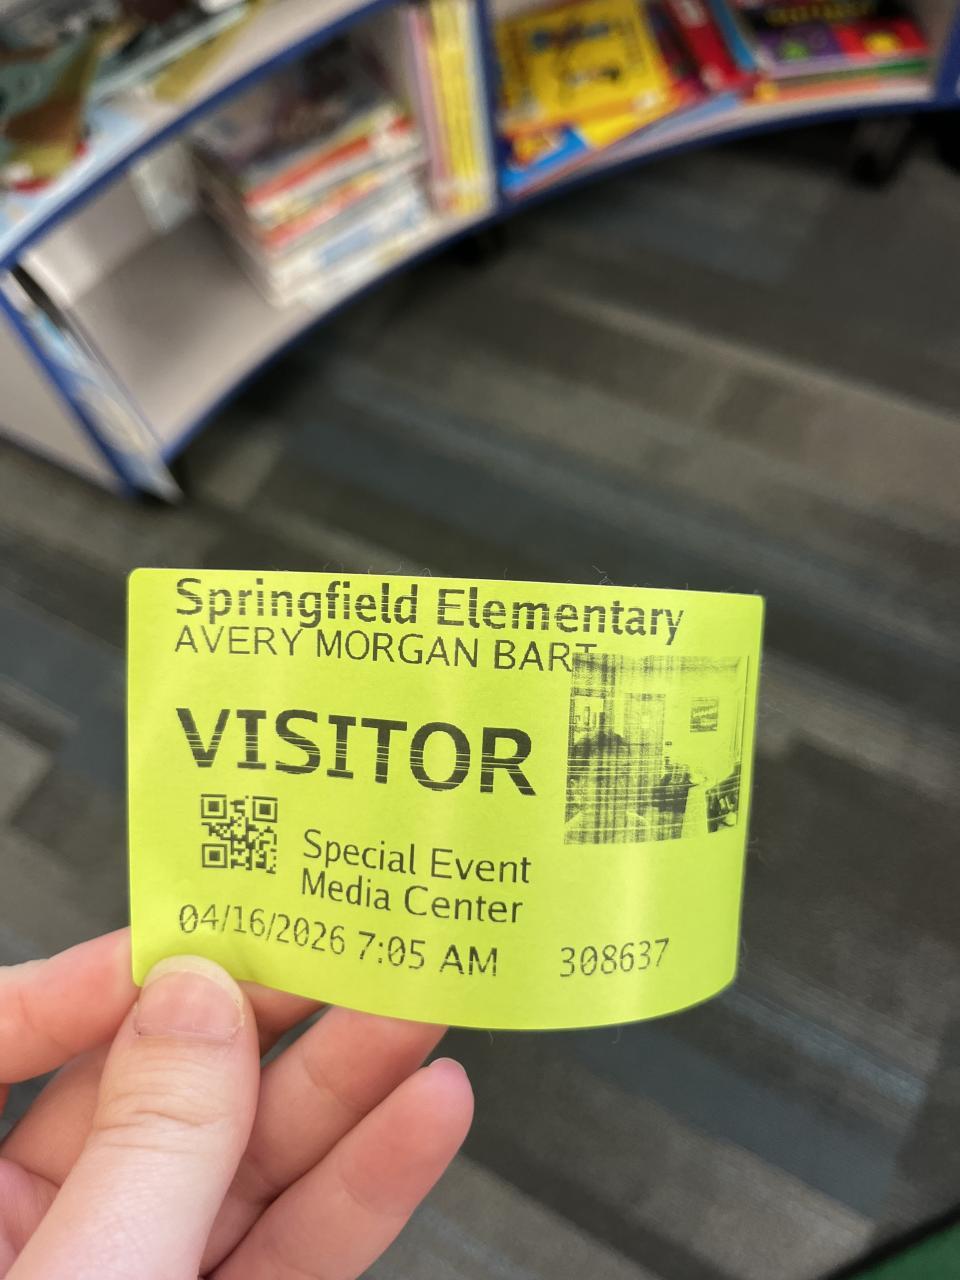 Springfield Elementary
AVERY MORGAN BART
VISITOR
Special Event
Media Center
04/16/2026 7:05 AM 308637